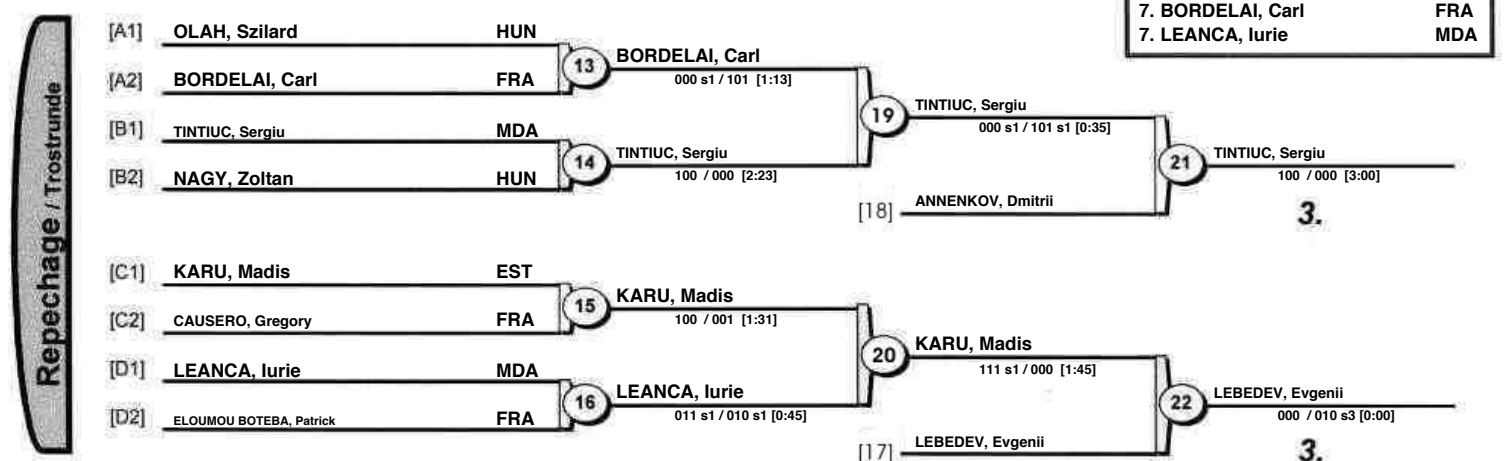 7. BORDELAI, Carl FRA
7. LEANCA, Iurie MDA
Repechage / Trostrunde
[A1] OLAH, Szilard HUN
[A2] BORDELAI, Carl FRA
13
BORDELAI, Carl
000 s1 / 101 [1:13]
[B1] TINTIUC, Sergiu MDA
[B2] NAGY, Zoltan HUN
14
TINTIUC, Sergiu
100 / 000 [2:23]
19
TINTIUC, Sergiu
000 s1 / 101 s1 [0:35]
[18] ANNENKOV, Dmitrii
21
TINTIUC, Sergiu
100 / 000 [3:00]
3.
[C1] KARU, Madis EST
[C2] CAUSERO, Gregory FRA
15
KARU, Madis
100 / 001 [1:31]
[D1] LEANCA, Iurie MDA
[D2] ELOUMOU BOTEBA, Patrick FRA
16
LEANCA, Iurie
011 s1 / 010 s1 [0:45]
20
KARU, Madis
111 s1 / 000 [1:45]
[17] LEBEDEV, Evgenii
22
LEBEDEV, Evgenii
000 / 010 s3 [0:00]
3.